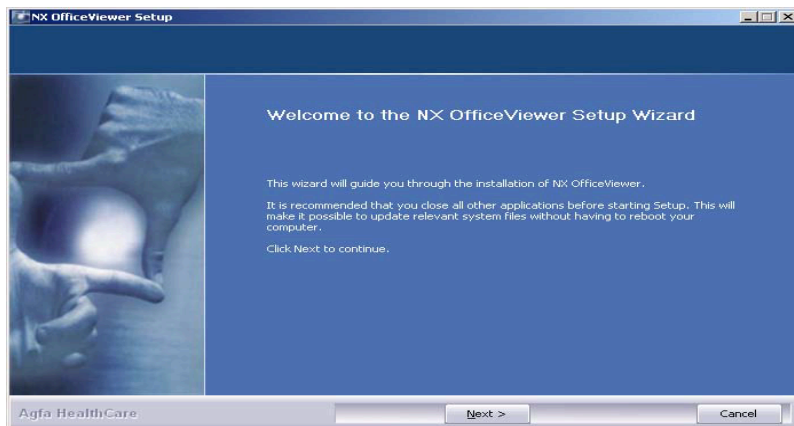 NX OfficeViewer Setup
Welcome to the NX OfficeViewer Setup Wizard
This wizard will guide you through the installation of NX OfficeViewer.
It is recommended that you close all other applications before starting Setup. This will
make it possible to update relevant system files without having to reboot your
computer.
Click Next to continue.
Agfa HealthCare
Next >
Cancel